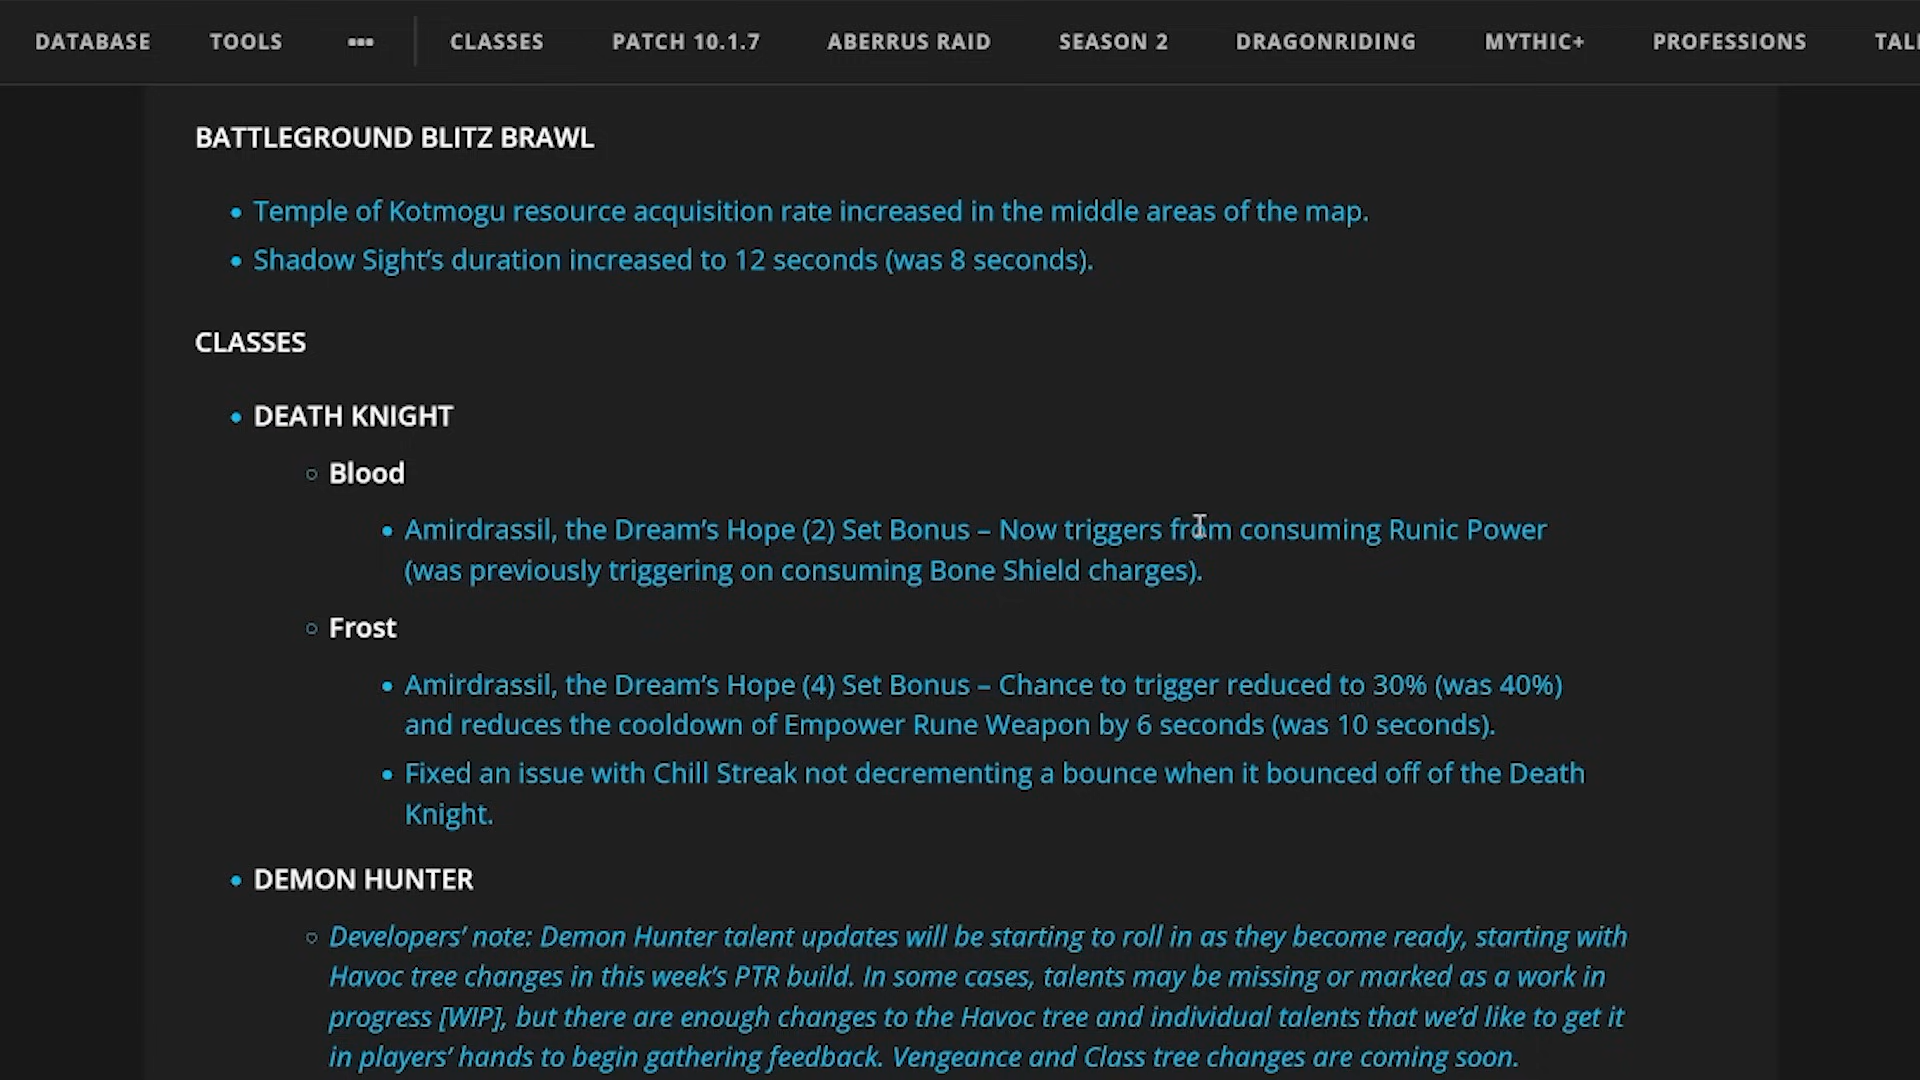 DATABASE TOOLS ••• CLASSES PATCH 10.1.7 ABERRUS RAID SEASON 2 DRAGONRIDING MYTHIC+ PROFESSIONS
BATTLEGROUND BLITZ BRAWL
• Temple of Kotmogu resource acquisition rate increased in the middle areas of the map.
• Shadow Sight’s duration increased to 12 seconds (was 8 seconds).
CLASSES
• DEATH KNIGHT
○ Blood
• Amirdrassil, the Dream’s Hope (2) Set Bonus – Now triggers from consuming Runic Power
(was previously triggering on consuming Bone Shield charges).
○ Frost
• Amirdrassil, the Dream’s Hope (4) Set Bonus – Chance to trigger reduced to 30% (was 40%)
and reduces the cooldown of Empower Rune Weapon by 6 seconds (was 10 seconds).
• Fixed an issue with Chill Streak not decrementing a bounce when it bounced off of the Death
Knight.
• DEMON HUNTER
○ Developers’ note: Demon Hunter talent updates will be starting to roll in as they become ready, starting with
Havoc tree changes in this week’s PTR build. In some cases, talents may be missing or marked as a work in
progress [WIP], but there are enough changes to the Havoc tree and individual talents that we’d like to get it
in players’ hands to begin gathering feedback. Vengeance and Class tree changes are coming soon.